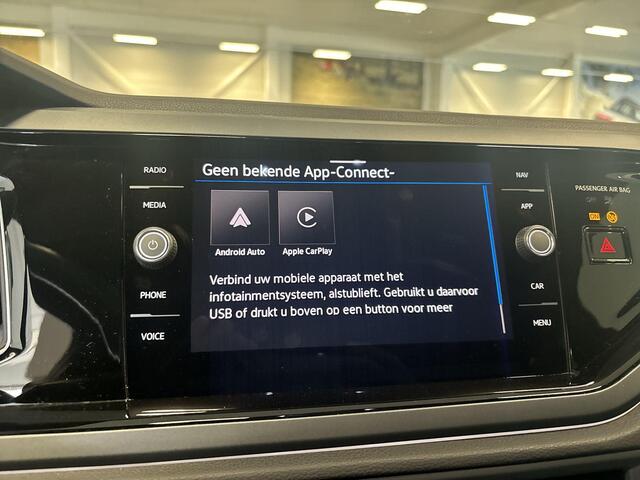 Geen bekende App-Connect-
RADIO
MEDIA
PHONE
VOICE
Android Auto
Apple CarPlay
Verbind uw mobiele apparaat met het
infotainmentsysteem, alstublieft. Gebruikt u daarvoor
USB of drukt u boven op een button voor meer
NAV
APP
CAR
MENU
PASSENGER AIR BAG
ON